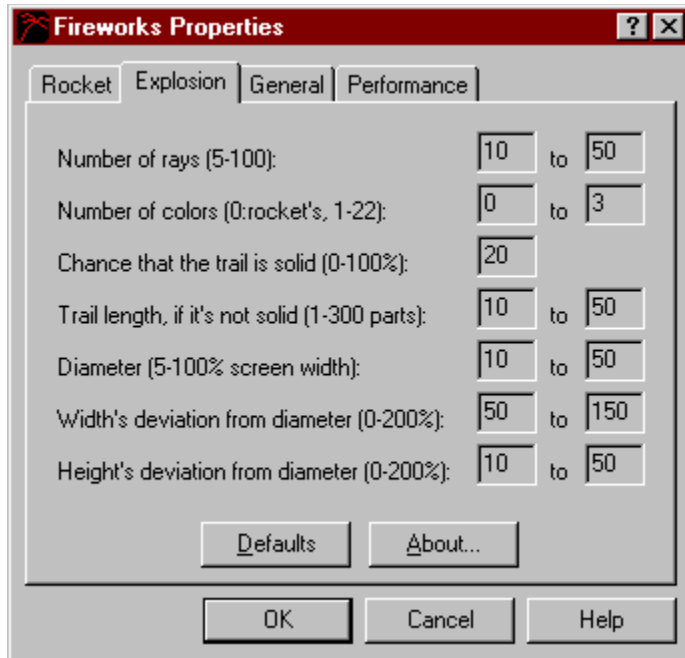 Fireworks Properties
Rocket Explosion General Performance
Number of rays (5-100): 10 to 50
Number of colors (0:rocket's, 1-22): 0 to 3
Chance that the trail is solid (0-100%): 20
Trail length, if it's not solid (1-300 parts): 10 to 50
Diameter (5-100% screen width): 10 to 50
Width's deviation from diameter (0-200%): 50 to 150
Height's deviation from diameter (0-200%): 10 to 50
Defaults About...
OK Cancel Help